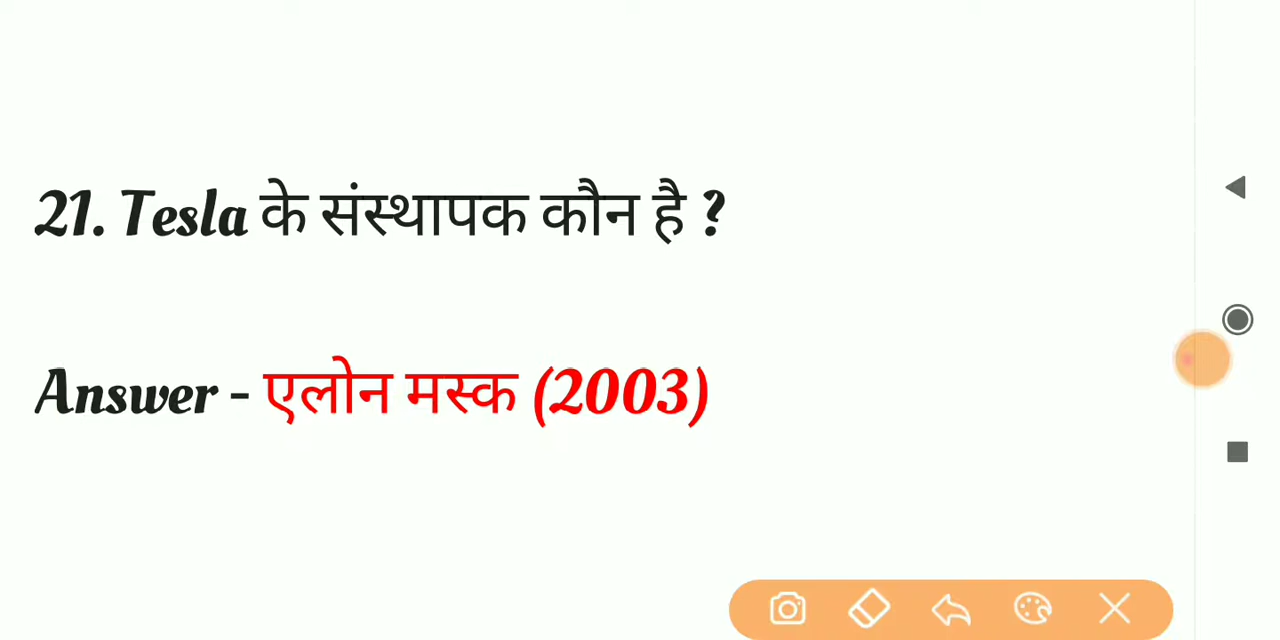 21. Tesla के संस्थापक कौन है ?
Answer - एलोन मस्क (2003)